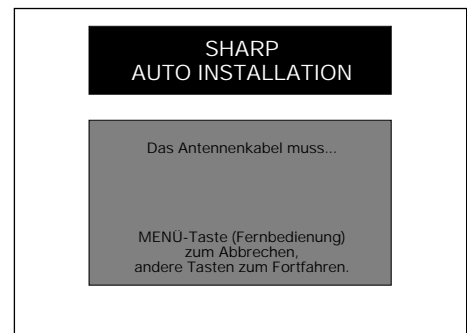 SHARP
AUTO INSTALLATION
Das Antennenkabel muss...
MENÜ-Taste (Fernbedienung)
zum Abbrechen,
andere Tasten zum Fortfahren.